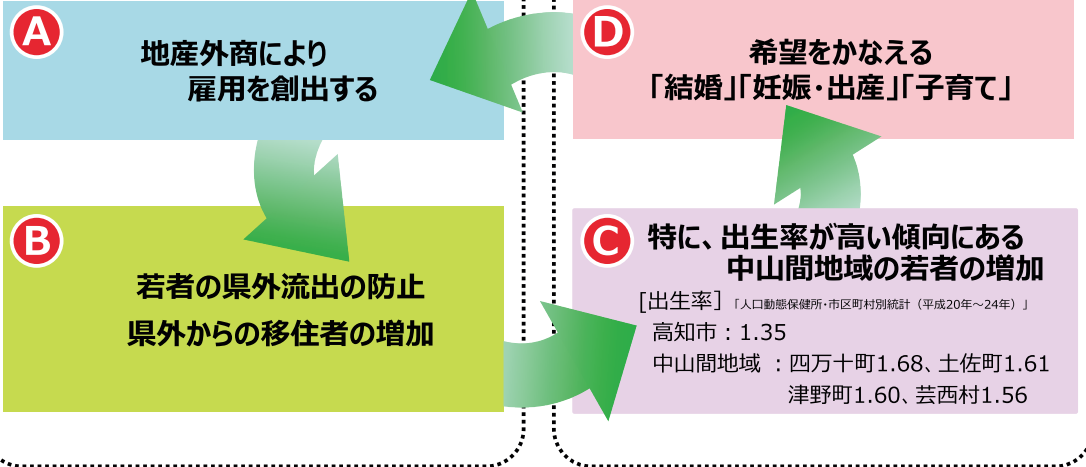 A
地産外商により
雇用を創出する
B
若者の県外流出の防止
県外からの移住者の増加
C
特に、出生率が高い傾向にある
中山間地域の若者の増加
[出生率]「人口動態保健所・市区町村別統計（平成20年～24年）」
高知市：1.35
中山間地域 ：四万十町1.68、土佐町1.61
津野町1.60、芸西村1.56
D
希望をかなえる
「結婚」「妊娠・出産」「子育て」